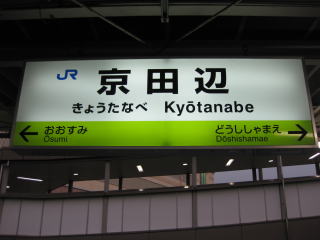 JR 京田辺
きょうたなべ Kyōtanabe
← おおすみ どうししゃまえ →
Ōsumi Dōshishamae